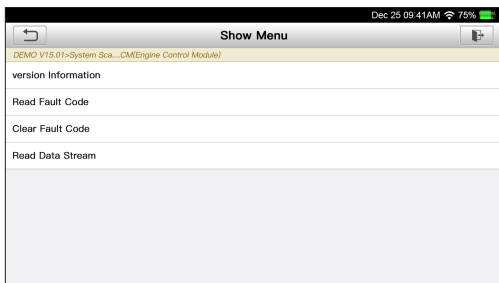 Dec 25 09:41AM 75%
Show Menu
DEMO V15.01>System Sca....CM(Engine Control Module)
version Information
Read Fault Code
Clear Fault Code
Read Data Stream